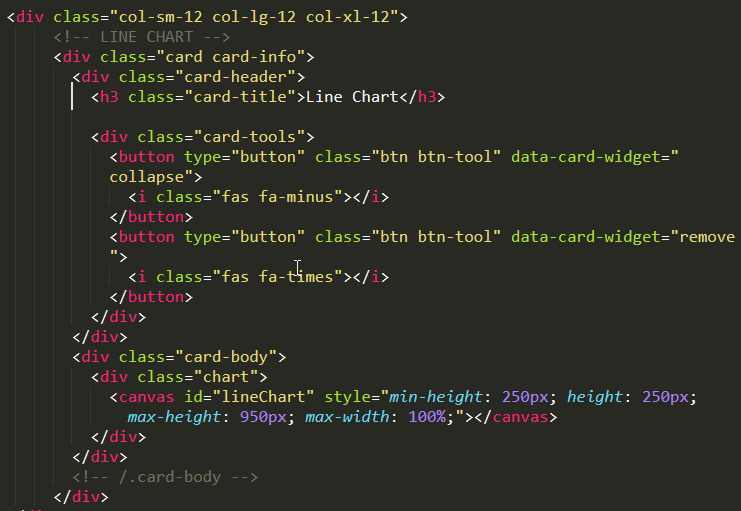 <div class="col-sm-12 col-lg-12 col-xl-12">
<!-- LINE CHART -->
<div class="card card-info">
<div class="card-header">
<h3 class="card-title">Line Chart</h3>
<div class="card-tools">
<button type="button" class="btn btn-tool" data-card-widget="
collapse">
<i class="fas fa-minus"></i>
</button>
<button type="button" class="btn btn-tool" data-card-widget="remove
">
<i class="fas fa-times"></i>
</button>
</div>
</div>
<div class="card-body">
<div class="chart">
<canvas id="lineChart" style="min-height: 250px; height: 250px;
max-height: 950px; max-width: 100%;"></canvas>
</div>
</div>
<!-- /.card-body -->
</div>